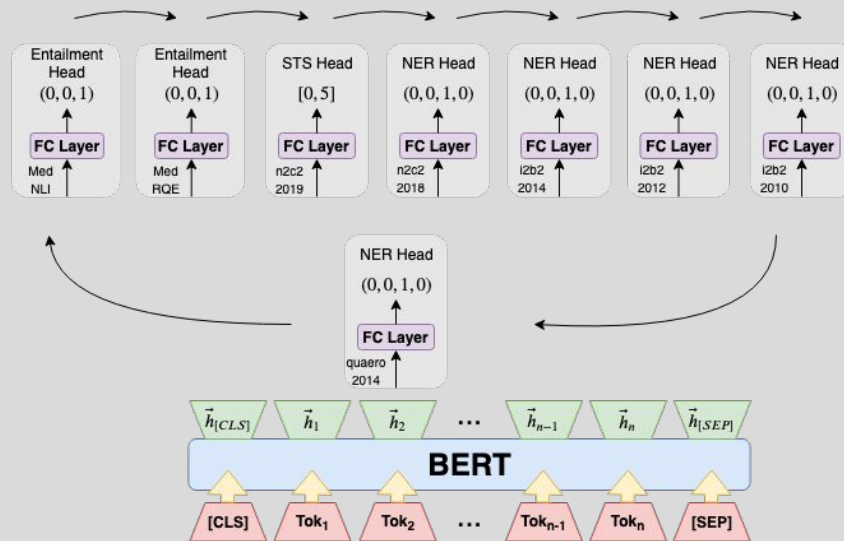 Entailment
Head
(0, 0, 1)
FC Layer
Med
NLI
Entailment
Head
(0, 0, 1)
FC Layer
Med
RQE
STS Head
[0, 5]
FC Layer
n2c2
2019
NER Head
(0, 0, 1, 0)
FC Layer
n2c2
2018
NER Head
(0, 0, 1, 0)
FC Layer
i2b2
2014
NER Head
(0, 0, 1, 0)
FC Layer
i2b2
2012
NER Head
(0, 0, 1, 0)
FC Layer
i2b2
2010
NER Head
(0, 0, 1, 0)
FC Layer
quaero
2014
h⃗[CLS] h⃗1 h⃗2 ... h⃗n-1 h⃗n h⃗[SEP]
BERT
[CLS] Tok1 Tok2 ... Tokn-1 Tokn [SEP]